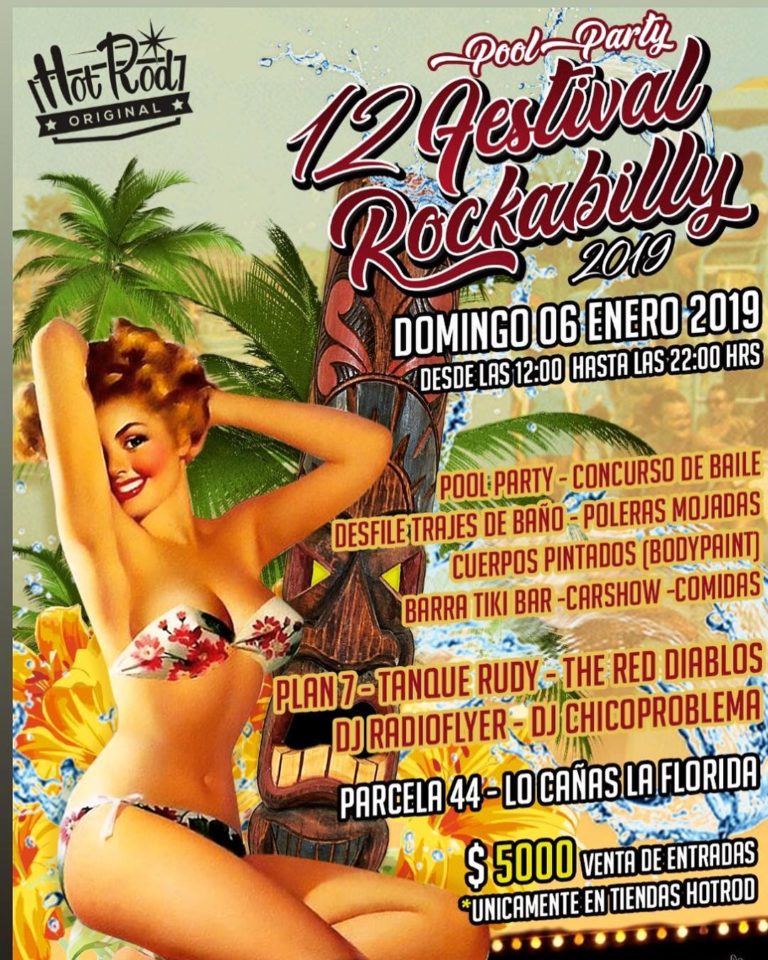 Hot Rod
ORIGINAL
Pool Party
12 Festival
Rockabilly
2019
DOMINGO 06 ENERO 2019
DESDE LAS 12:00 HASTA LAS 22:00 HRS
POOL PARTY - CONCURSO DE BAILE
DESFILE TRAJES DE BAÑO - POLERAS MOJADAS
CUERPOS PINTADOS (BODYPAINT)
BARRA TIKI BAR -CARSHOW -COMIDAS
PLAN 7 - TANQUE RUDY - THE RED DIABLOS
DJ RADIOFLYER - DJ CHICOPROBLEMA
PARCELA 44 - LO CAÑAS LA FLORIDA
$ 5000 VENTA DE ENTRADAS
*UNICAMENTE EN TIENDAS HOTROD